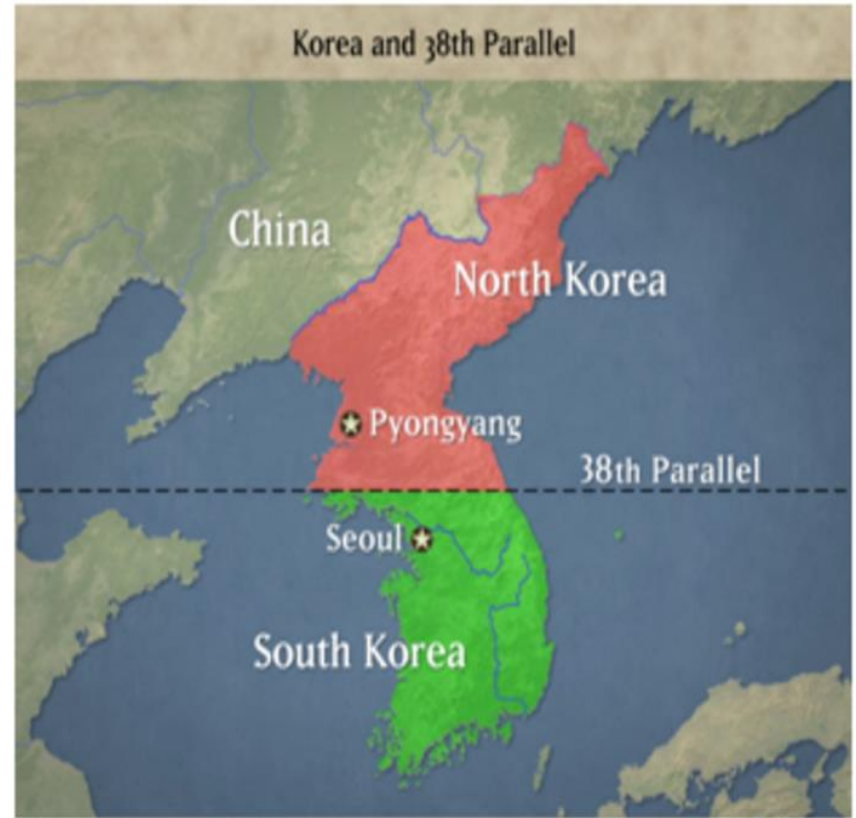 Korea and 38th Parallel
China
North Korea
Pyongyang
38th Parallel
Seoul
South Korea